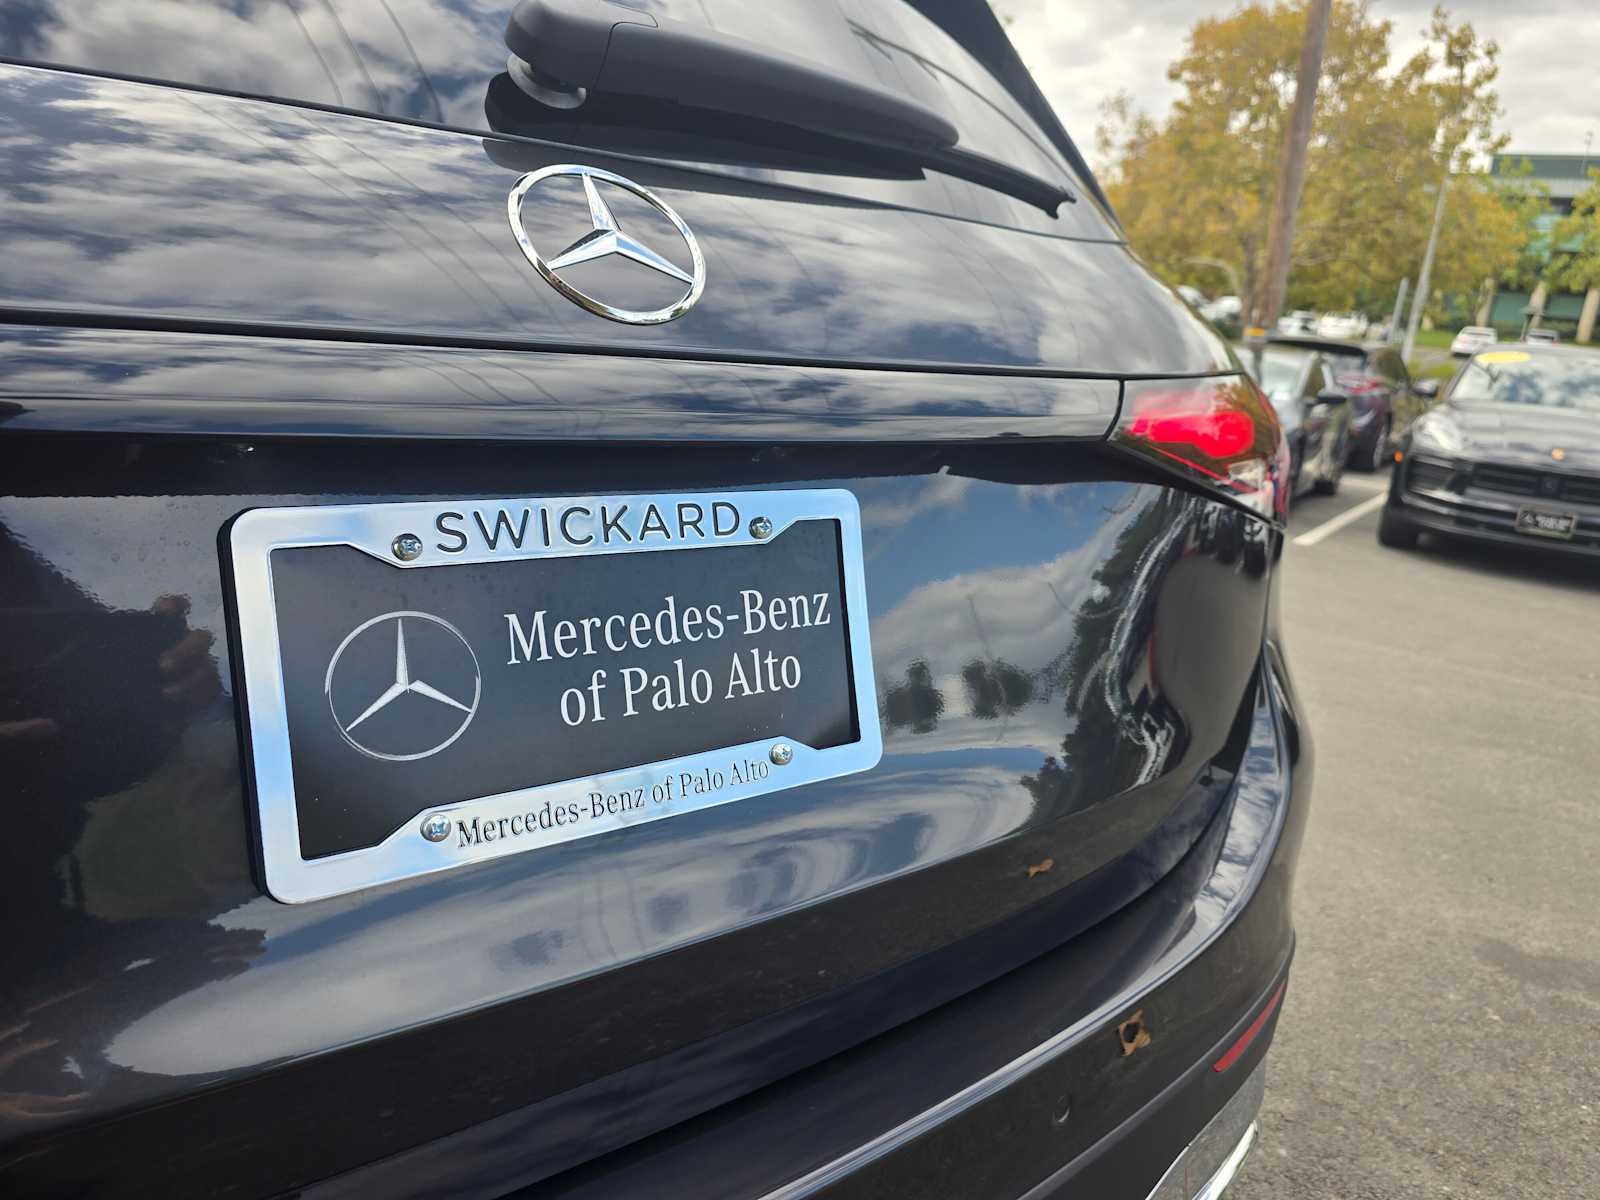 SWICKARD
Mercedes-Benz
of Palo Alto
Mercedes-Benz of Palo Alto